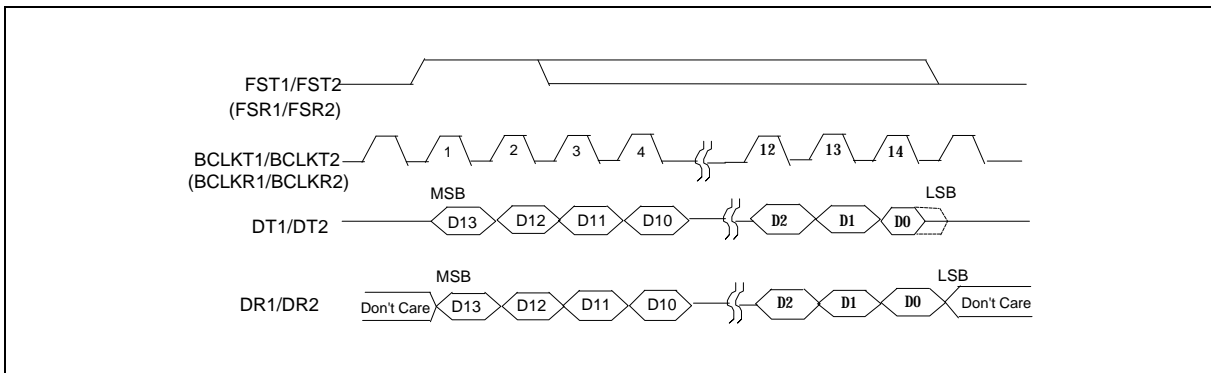 FST1/FST2
(FSR1/FSR2)
BCLKT1/BCLKT2 1 2 3 4 12 13 14
(BCLKR1/BCLKR2)
MSB LSB
DT1/DT2 D13 D12 D11 D10 D2 D1 D0
MSB LSB
DR1/DR2 Don't Care D13 D12 D11 D10 D2 D1 D0 Don't Care